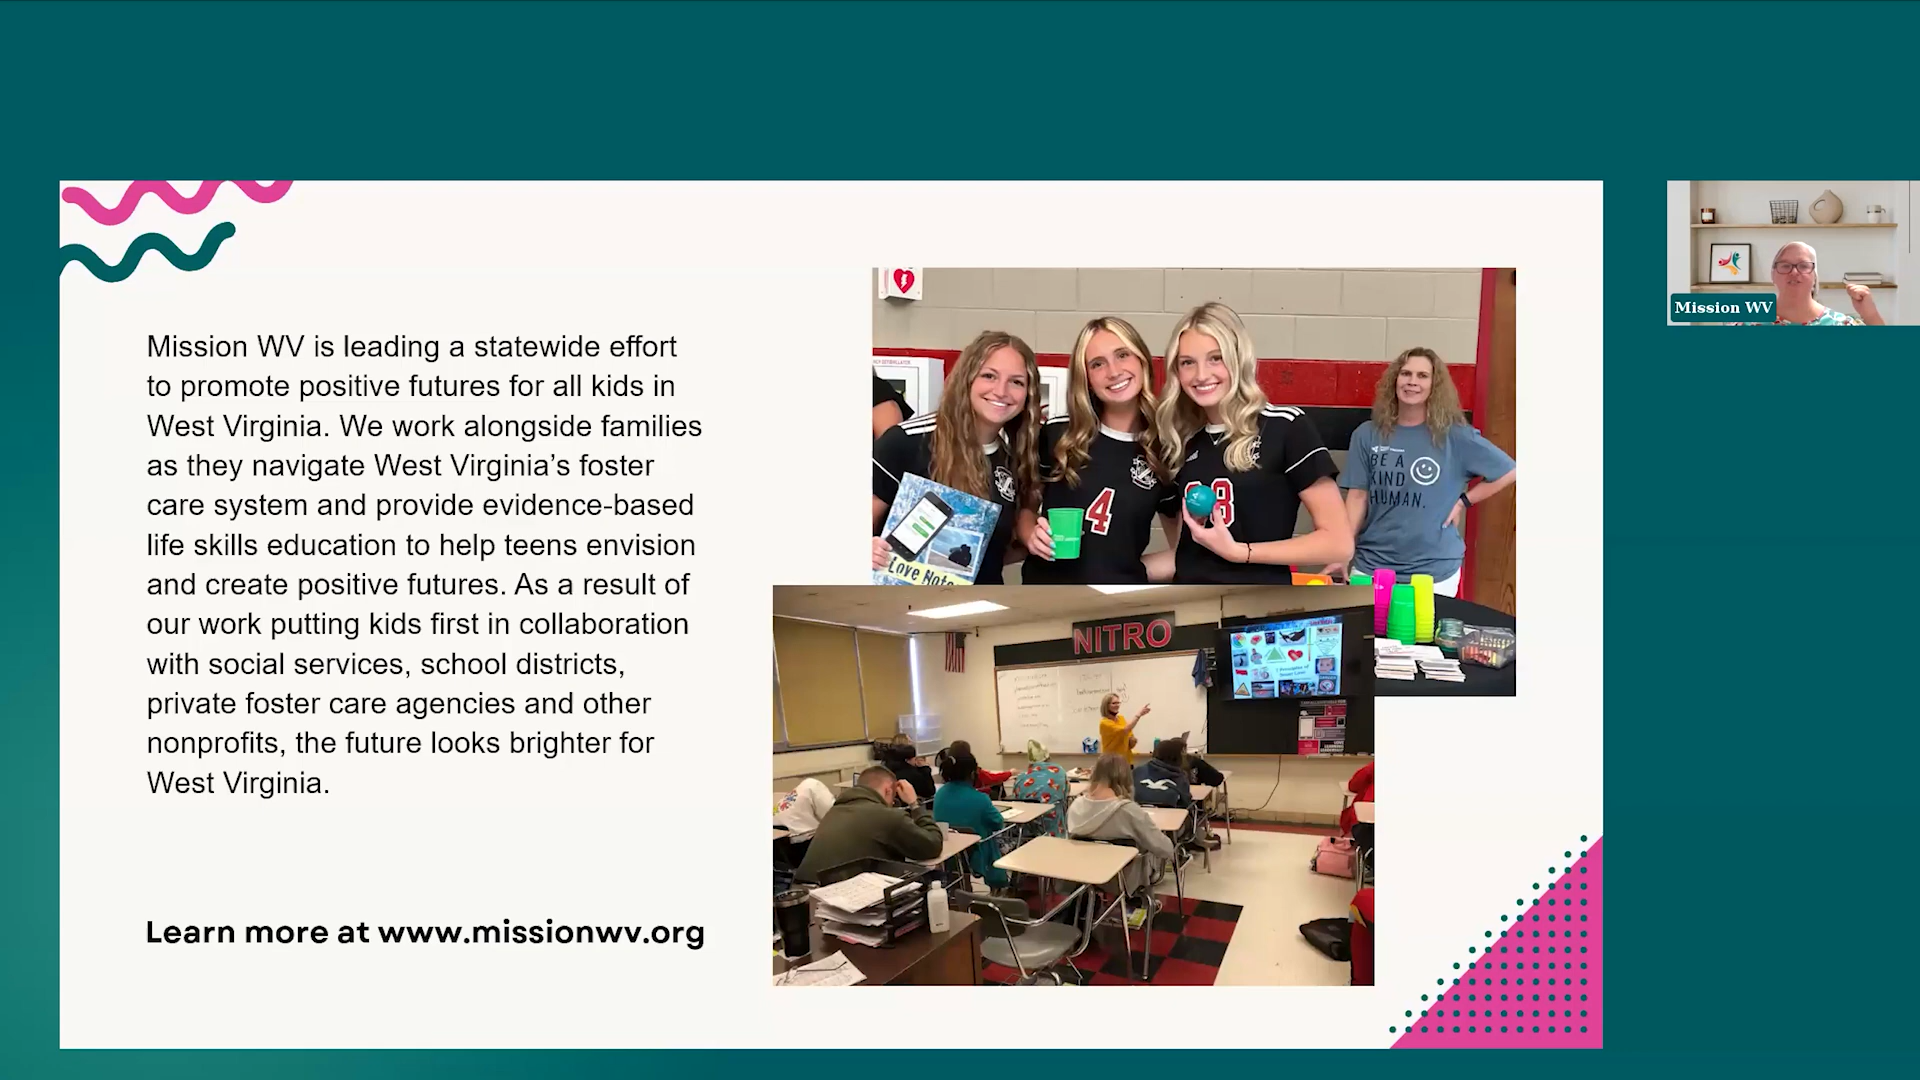 Mission WV is leading a statewide effort
to promote positive futures for all kids in
West Virginia. We work alongside families
as they navigate West Virginia’s foster
care system and provide evidence-based
life skills education to help teens envision
and create positive futures. As a result of
our work putting kids first in collaboration
with social services, school districts,
private foster care agencies and other
nonprofits, the future looks brighter for
West Virginia.
Learn more at www.missionwv.org
4
BE A
KIND
HUMAN.
Love Note
NITRO
Mission WV